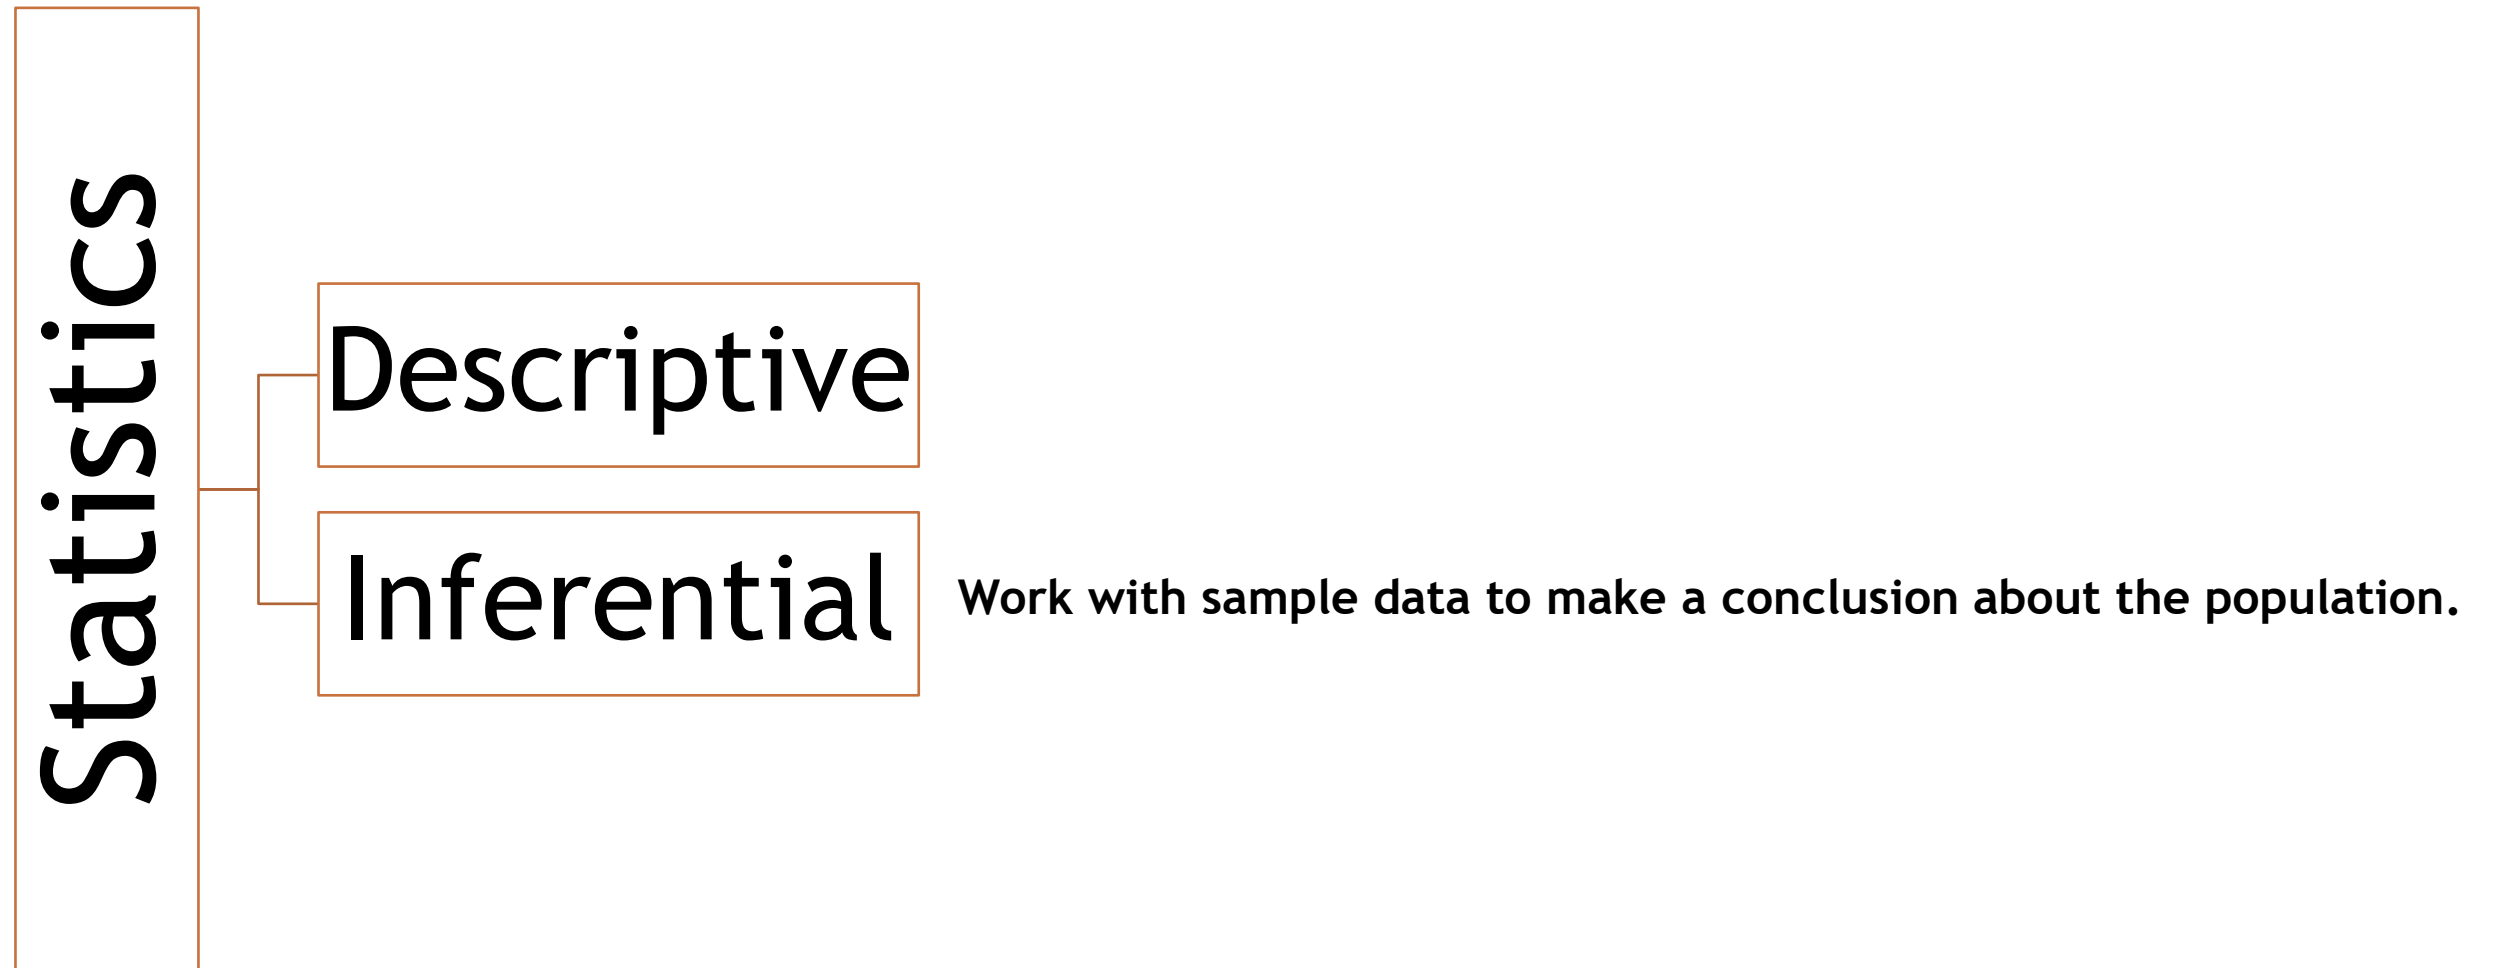 Statistics
Descriptive
Inferential
Work with sample data to make a conclusion about the population.